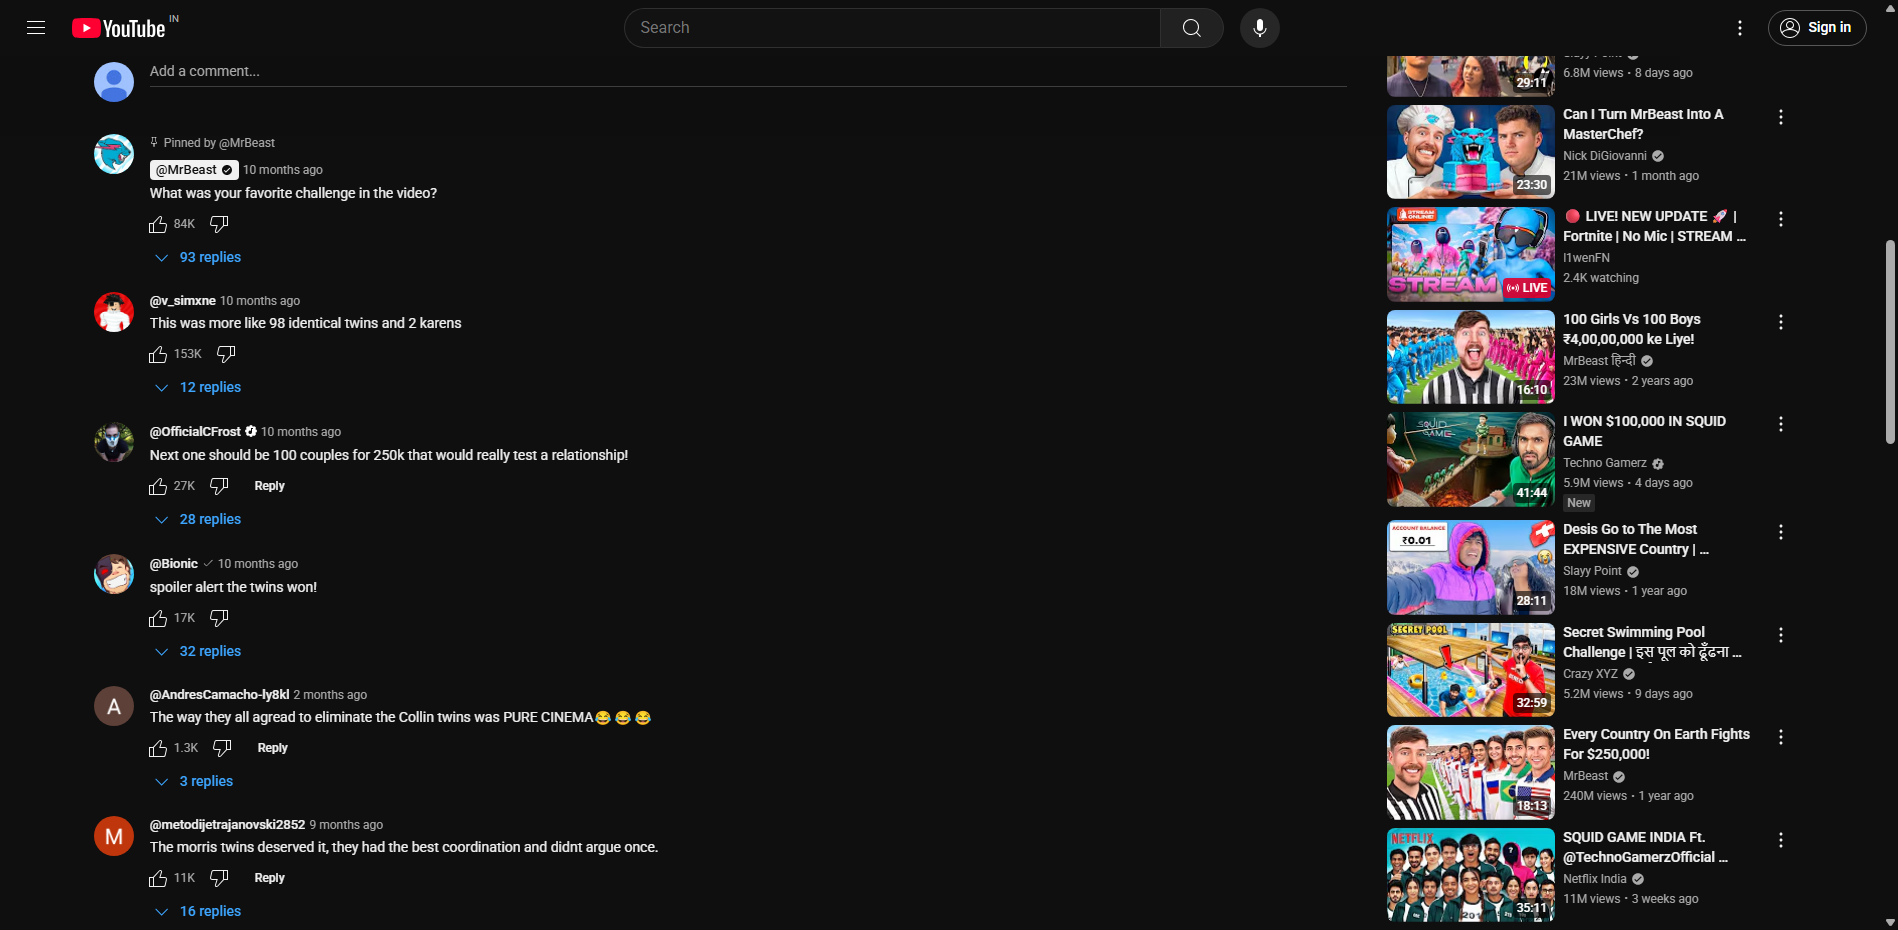 YouTube IN
Search
Sign in
Add a comment...
Pinned by @MrBeast
@MrBeast 10 months ago
What was your favorite challenge in the video?
84K
93 replies
@v_simxne 10 months ago
This was more like 98 identical twins and 2 karens
153K
12 replies
@OfficialCFrost 10 months ago
Next one should be 100 couples for 250k that would really test a relationship!
27K Reply
28 replies
@Bionic 10 months ago
spoiler alert the twins won!
17K
32 replies
A
@AndresCamacho-ly8kl 2 months ago
The way they all agread to eliminate the Collin twins was PURE CINEMA😂😂😂
1.3K Reply
3 replies
M
@metodijetrajanovski2852 9 months ago
The morris twins deserved it, they had the best coordination and didnt argue once.
11K Reply
16 replies
29:11
6.8M views • 8 days ago
23:30
Can I Turn MrBeast Into A
MasterChef?
Nick DiGiovanni
21M views • 1 month ago
STREAM
ONLINE!
STREAM
LIVE
🔴 LIVE! NEW UPDATE 🚀 |
Fortnite | No Mic | STREAM ...
l1wenFN
2.4K watching
16:10
100 Girls Vs 100 Boys
₹4,00,00,000 ke Liye!
MrBeast हिन्दी
23M views • 2 years ago
SQUID
GAME
41:44
I WON $100,000 IN SQUID
GAME
Techno Gamerz
5.9M views • 4 days ago
New
ACCOUNT BALANCE
₹0.01
28:11
Desis Go to The Most
EXPENSIVE Country | ...
Slayy Point
18M views • 1 year ago
SECRET POOL
32:59
Secret Swimming Pool
Challenge | इस पूल को ढूँढना ...
Crazy XYZ
5.2M views • 9 days ago
18:13
Every Country On Earth Fights
For $250,000!
MrBeast
240M views • 1 year ago
NETFLIX
35:11
SQUID GAME INDIA Ft.
@TechnoGamerzOfficial ...
Netflix India
11M views • 3 weeks ago